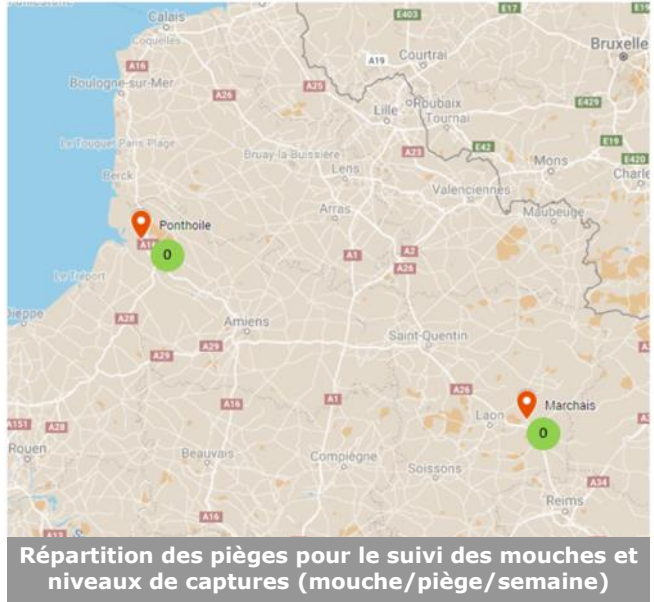 Calais
E403
E17
E19
Coquelles
Bruxelle
A16
A19
Courtrai
Boulogne-sur-Mer
A26
A25
Lille
Roubaix
Tournai
E429
Le Touquet-Paris-Plage
A23
E42
E19
Bruay-la-Buissière
Lens
Mons
E420
Charle
Berck
Valenciennes
Arras
Maubeuge
Ponthoile
A16
0
A1
A2
A26
Le Tréport
Dieppe
A28
Amiens
A29
A29
Saint-Quentin
A26
A16
A1
Laon
Marchais
0
A151
A28
Rouen
Beauvais
Compiègne
Soissons
A34
Reims
A16
A13
Répartition des pièges pour le suivi des mouches et
niveaux de captures (mouche/piège/semaine)